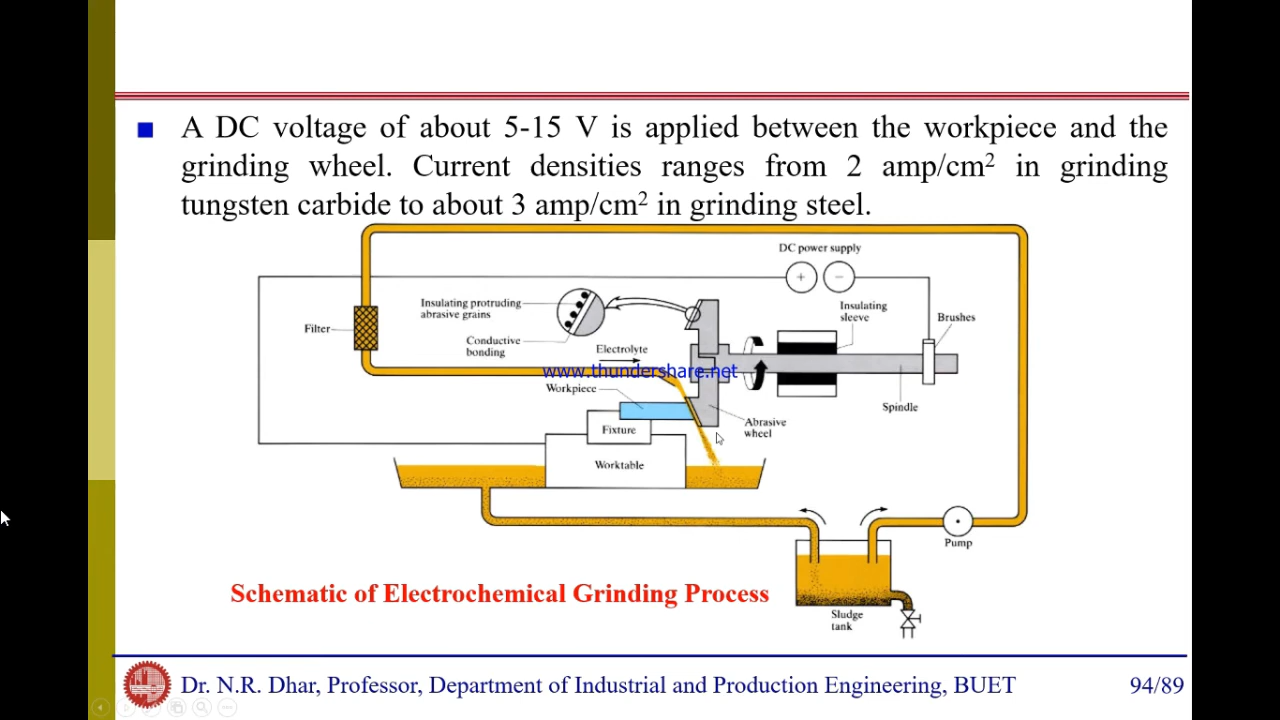 ■ A DC voltage of about 5-15 V is applied between the workpiece and the
grinding wheel. Current densities ranges from 2 amp/cm² in grinding
tungsten carbide to about 3 amp/cm² in grinding steel.
DC power supply
+ −
Insulating protruding
abrasive grains
Insulating
sleeve
Brushes
Filter
Conductive
bonding
Electrolyte
www.thundershare.net
Workpiece
Spindle
Abrasive
wheel
Fixture
Worktable
Pump
Schematic of Electrochemical Grinding Process
Sludge
tank
Dr. N.R. Dhar, Professor, Department of Industrial and Production Engineering, BUET 94/89